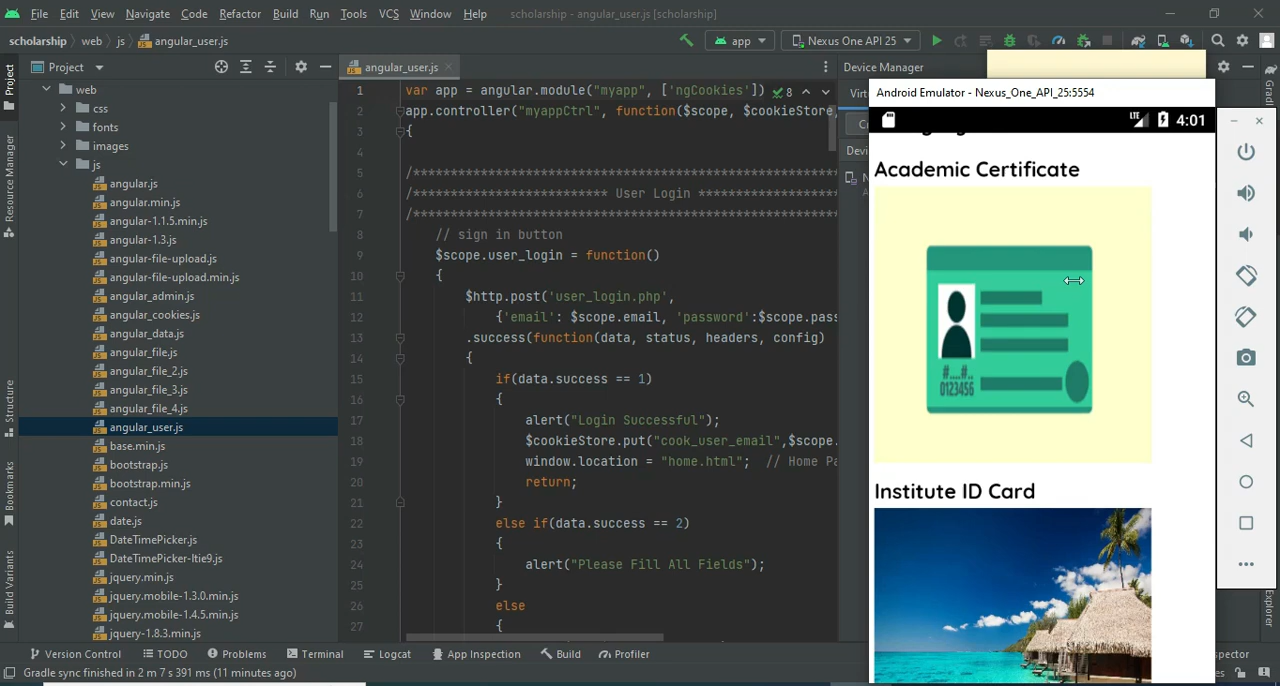 File Edit View Navigate Code Refactor Build Run Tools VCS Window Help scholarship - angular_user.js [scholarship]
scholarship web js angular_user.js app Nexus One API 25
Project angular_user.js Device Manager
Android Emulator - Nexus_One_API_25:5554
LTE 4:01
web
css
fonts
images
js
angular.js
angular.min.js
angular-1.1.5.min.js
angular-1.3.js
angular-file-upload.js
angular-file-upload.min.js
angular_admin.js
angular_cookies.js
angular_data.js
angular_file.js
angular_file_2.js
angular_file_3.js
angular_file_4.js
angular_user.js
base.min.js
bootstrap.js
bootstrap.min.js
contact.js
date.js
DateTimePicker.js
DateTimePicker-ltie9.js
jquery.min.js
jquery.mobile-1.3.0.min.js
jquery.mobile-1.4.5.min.js
jquery-1.8.3.min.js
Project
Resource Manager
Structure
Bookmarks
Build Variants
1 var app = angular.module("myapp", ['ngCookies']) 8
2 app.controller("myappCtrl", function($scope, $cookieStore,
3 {
4
5 /*********************************************************
6 /************************** User Login *******************
7 /*********************************************************
8 // sign in button
9 $scope.user_login = function()
10 {
11 $http.post('user_login.php',
12 {'email': $scope.email, 'password':$scope.pass
13 .success(function(data, status, headers, config)
14 {
15 if(data.success == 1)
16 {
17 alert("Login Successful");
18 $cookieStore.put("cook_user_email",$scope.
19 window.location = "home.html"; // Home Pa
20 return;
21 }
22 else if(data.success == 2)
23 {
24 alert("Please Fill All Fields");
25 }
26 else
27 {
Academic Certificate
#....#..
0123456
Institute ID Card
Version Control TODO Problems Terminal Logcat App Inspection Build Profiler
Gradle sync finished in 2 m 7 s 391 ms (11 minutes ago)